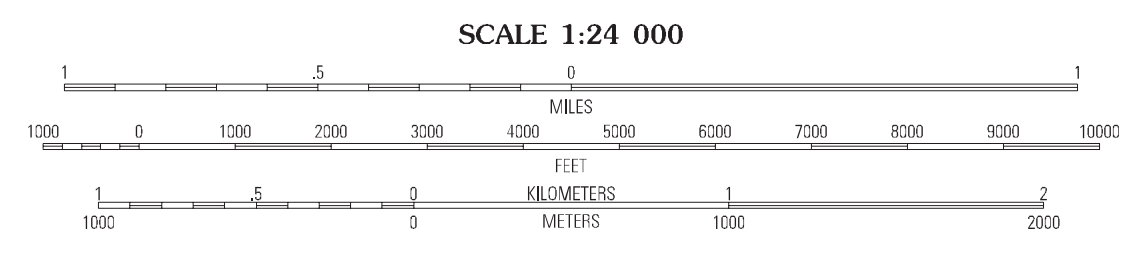 SCALE 1:24 000
1 .5 0 1
MILES
1000 0 1000 2000 3000 4000 5000 6000 7000 8000 9000 10000
FEET
1 .5 0 KILOMETERS 1 2
1000 0 METERS 1000 2000